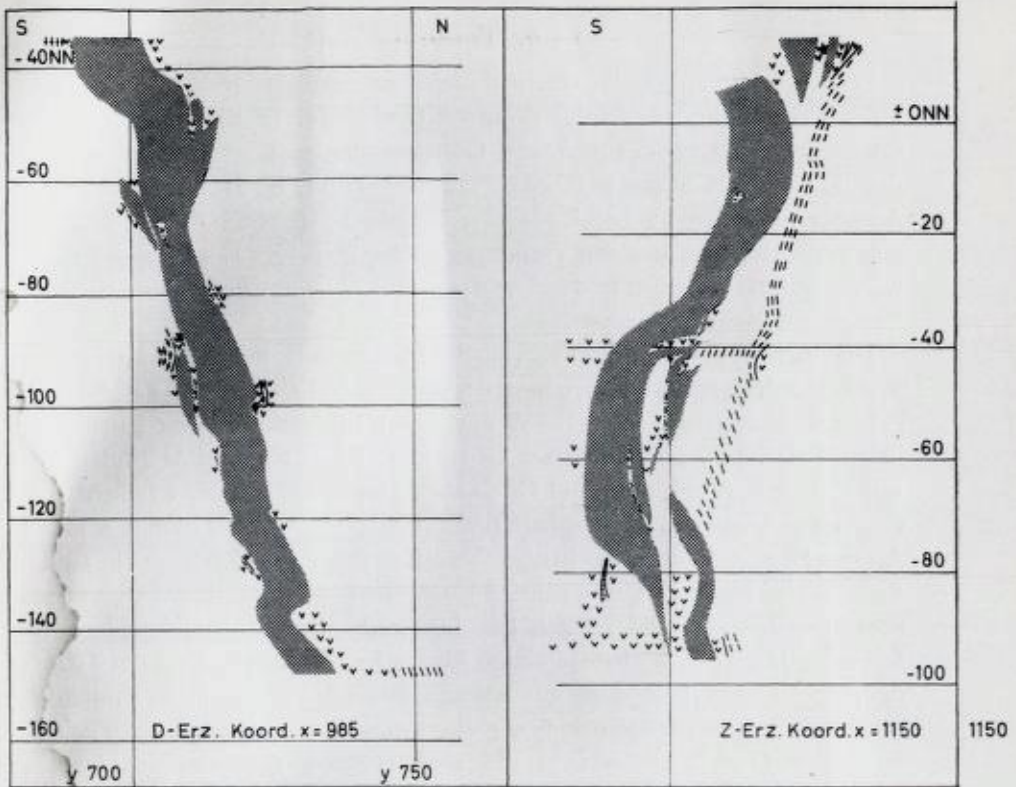 S
N
-40NN
-60
-80
-100
-120
-140
-160
D-Erz. Koord. x = 985
y 700
y 750
S
± 0NN
-20
-40
-60
-80
-100
Z-Erz. Koord. x = 1150
1150